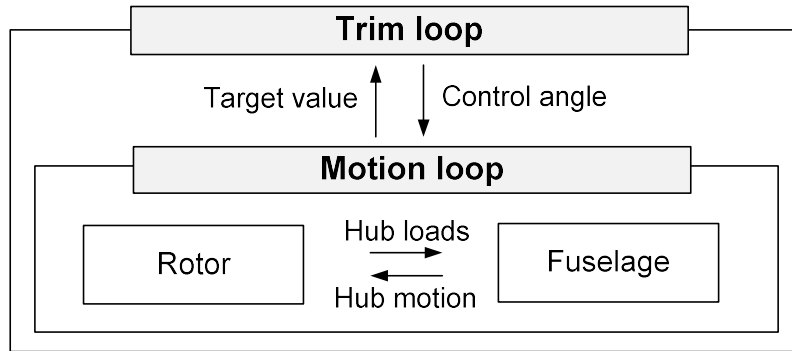 Trim loop
Target value
Control angle
Motion loop
Rotor
Hub loads
Hub motion
Fuselage